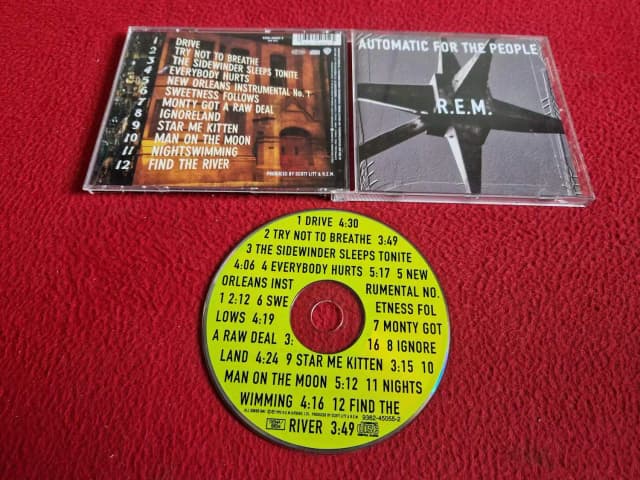 1 DRIVE
2 TRY NOT TO BREATHE
3 THE SIDEWINDER SLEEPS TONITE
4 EVERYBODY HURTS
5 NEW ORLEANS INSTRUMENTAL No. 1
6 SWEETNESS FOLLOWS
7 MONTY GOT A RAW DEAL
8 IGNORELAND
9 STAR ME KITTEN
10 MAN ON THE MOON
11 NIGHTSWIMMING
12 FIND THE RIVER
PRODUCED BY SCOTT LITT & R.E.M.
AUTOMATIC FOR THE PEOPLE
R.E.M.
1 DRIVE 4:30
2 TRY NOT TO BREATHE 3:49
3 THE SIDEWINDER SLEEPS TONITE
4:06 4 EVERYBODY HURTS 5:17 5 NEW
ORLEANS INST RUMENTAL NO.
1 2:12 6 SWE ETNESS FOL
LOWS 4:19 7 MONTY GOT
A RAW DEAL 3: 16 8 IGNORE
LAND 4:24 9 STAR ME KITTEN 3:15 10
MAN ON THE MOON 5:12 11 NIGHTS
WIMMING 4:16 12 FIND THE
9362-45055-2
RIVER 3:49